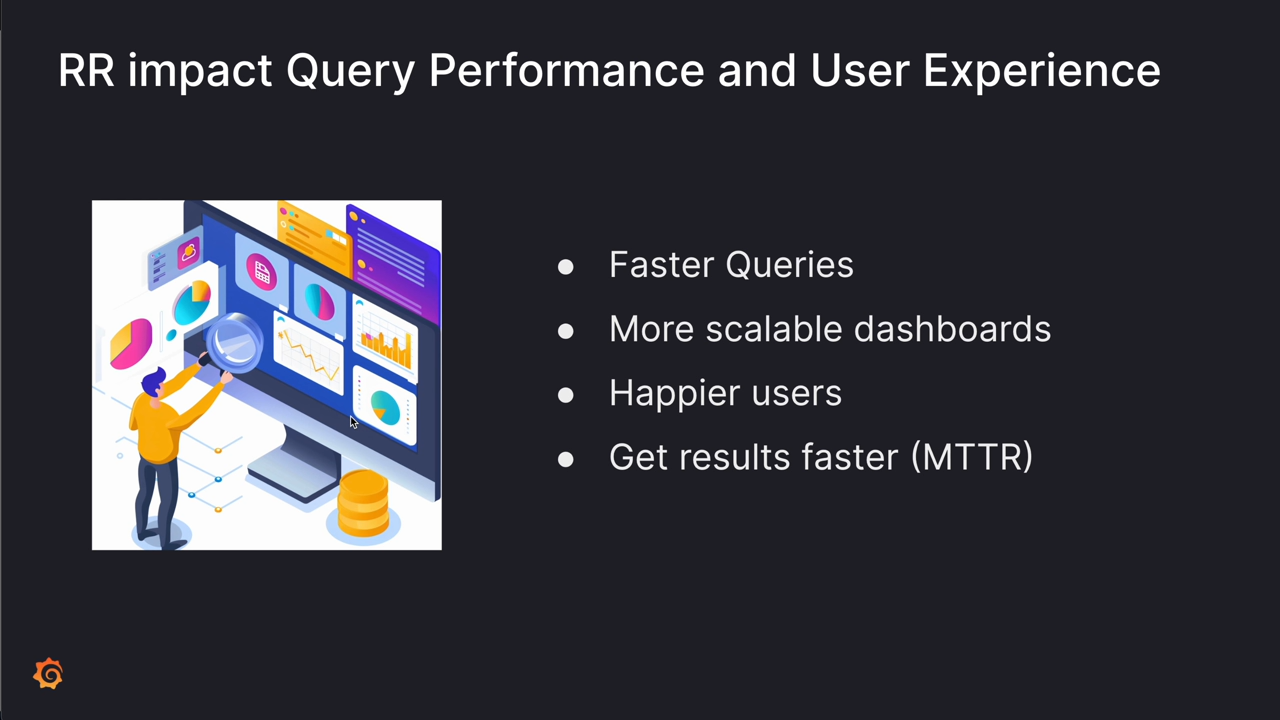 RR impact Query Performance and User Experience
● Faster Queries
● More scalable dashboards
● Happier users
● Get results faster (MTTR)